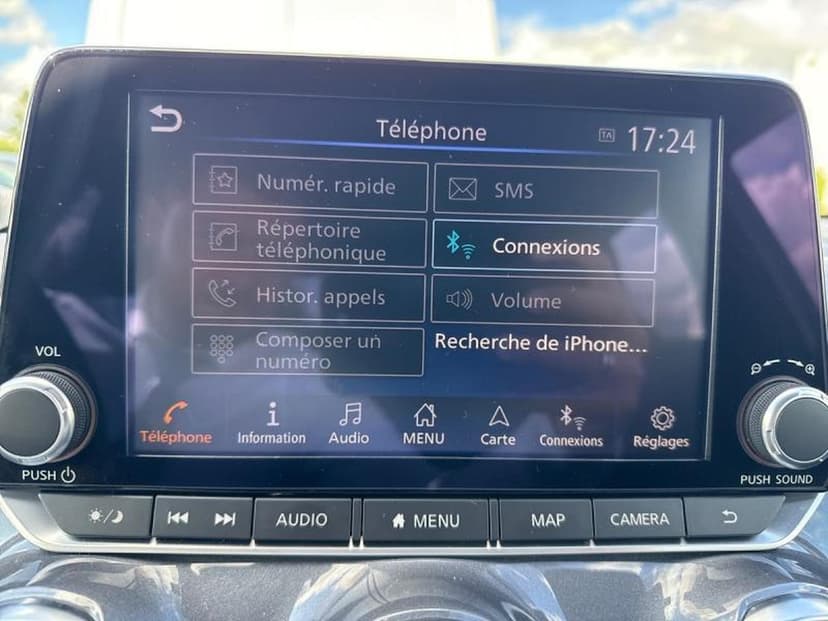 Téléphone
TA 17:24
Numér. rapide
SMS
Répertoire
téléphonique
Connexions
Histor. appels
Volume
Composer un
numéro
Recherche de iPhone...
VOL
Téléphone
Information
Audio
MENU
Carte
Connexions
Réglages
PUSH
PUSH SOUND
AUDIO
MENU
MAP
CAMERA